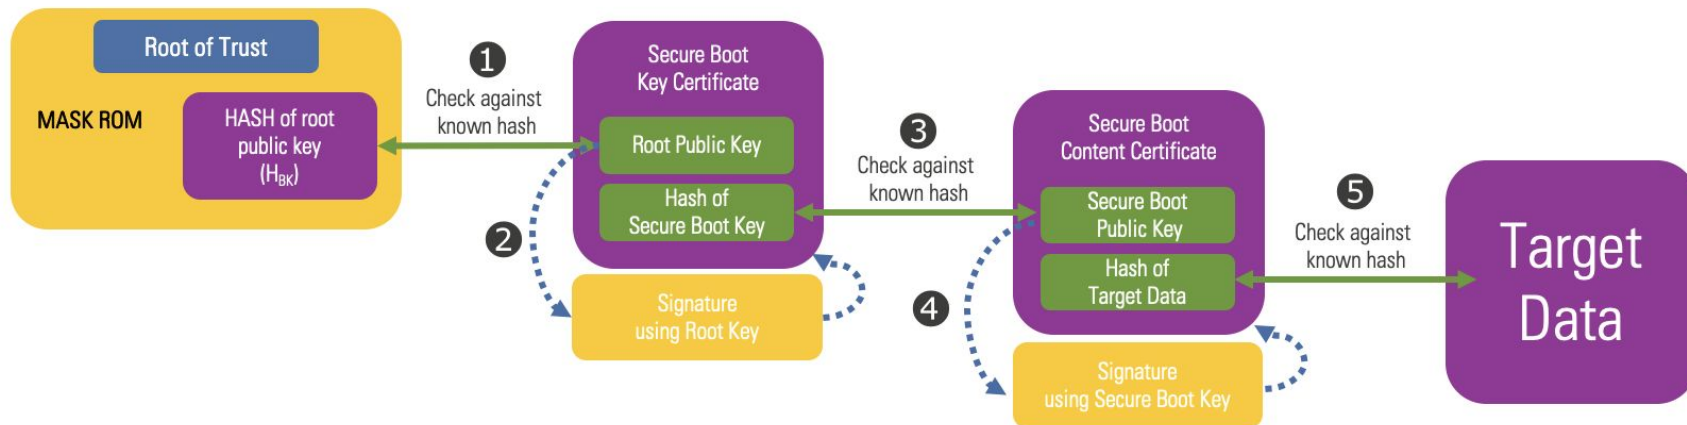 Root of Trust
MASK ROM
HASH of root
public key
(H_BK)
1
Check against
known hash
Secure Boot
Key Certificate
Root Public Key
Hash of
Secure Boot Key
2
Signature
using Root Key
3
Check against
known hash
Secure Boot
Content Certificate
Secure Boot
Public Key
Hash of
Target Data
4
Signature
using Secure Boot Key
5
Check against
known hash
Target
Data